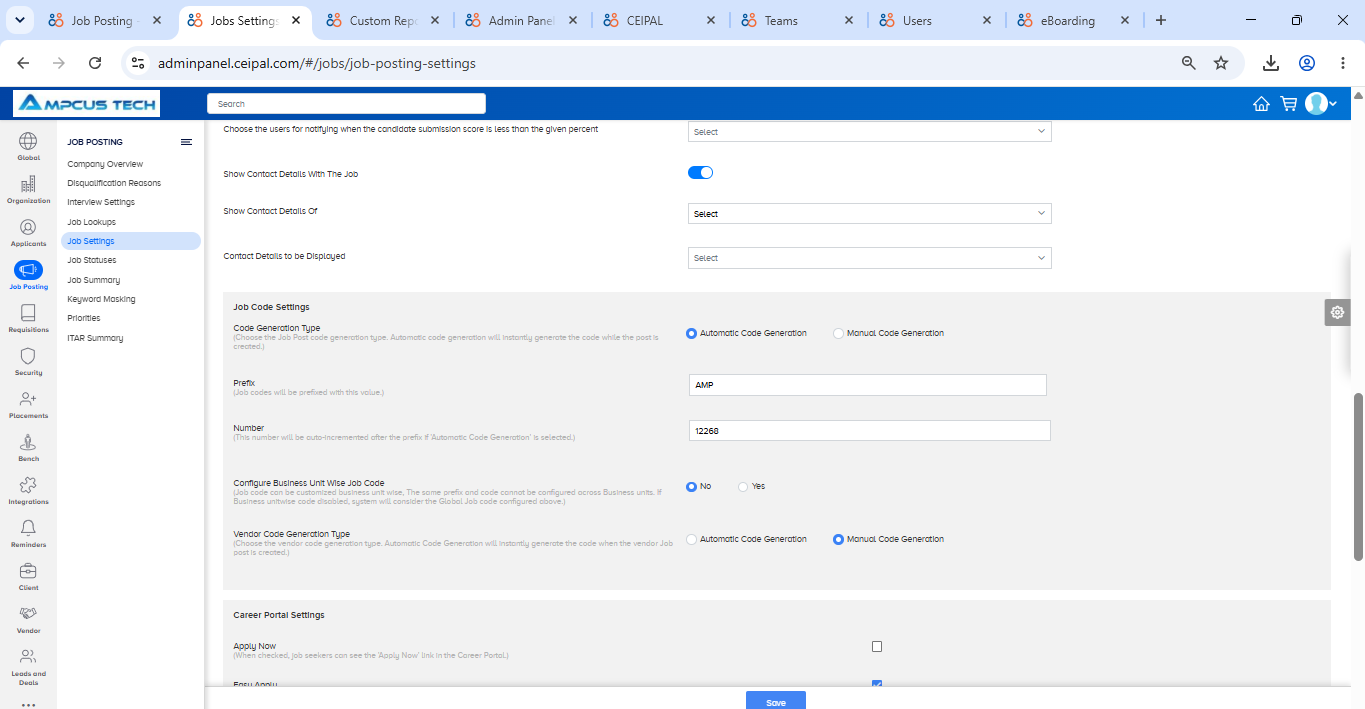 Job Posting -
Jobs Settings
Custom Repo
Admin Panel
CEIPAL
Teams
Users
eBoarding
adminpanel.ceipal.com/#/jobs/job-posting-settings
AMPCUS TECH
Search
Global
Organization
Applicants
Job Posting
Requisitions
Security
Placements
Bench
Integrations
Reminders
Client
Vendor
Leads and
Deals
JOB POSTING
Company Overview
Disqualification Reasons
Interview Settings
Job Lookups
Job Settings
Job Statuses
Job Summary
Keyword Masking
Priorities
ITAR Summary
Choose the users for notifying when the candidate submission score is less than the given percent
Select
Show Contact Details With The Job
Show Contact Details Of
Select
Contact Details to be Displayed
Select
Job Code Settings
Code Generation Type
(Choose the Job Post code generation type. Automatic code generation will instantly generate the code while the post is
created.)
Automatic Code Generation
Manual Code Generation
Prefix
(Job codes will be prefixed with this value.)
AMP
Number
(This number will be auto-incremented after the prefix if 'Automatic Code Generation' is selected.)
12268
Configure Business Unit Wise Job Code
(Job code can be customized business unit wise, The same prefix and code cannot be configured across Business units. If
Business unitwise code disabled, system will consider the Global Job code configured above.)
No
Yes
Vendor Code Generation Type
(Choose the vendor code generation type. Automatic Code Generation will instantly generate the code when the vendor Job
post is created.)
Automatic Code Generation
Manual Code Generation
Career Portal Settings
Apply Now
(When checked, job seekers can see the 'Apply Now' link in the Career Portal.)
Easy Apply
Save